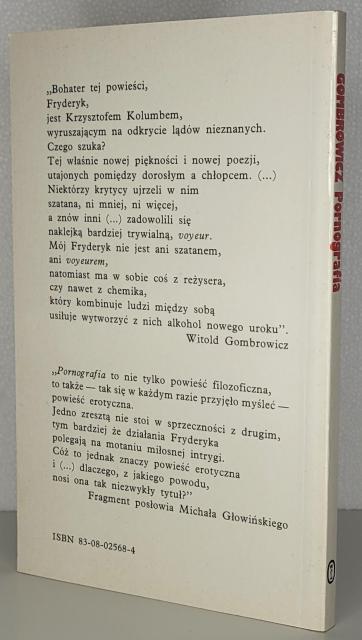 „Bohater tej powieści,
Fryderyk,
jest Krzysztofem Kolumbem,
wyruszającym na odkrycie lądów nieznanych.
Czego szuka?
Tej właśnie nowej piękności i nowej poezji,
utajonych pomiędzy dorosłym a chłopcem. (...)
Niektórzy krytycy ujrzeli w nim
szatana, ni mniej, ni więcej,
a znów inni (...) zadowolili się
naklejką bardziej trywialną, voyeur.
Mój Fryderyk nie jest ani szatanem,
ani voyeurem,
natomiast ma w sobie coś z reżysera,
czy nawet z chemika,
który kombinuje ludzi między sobą
usiłuje wytworzyć z nich alkohol nowego uroku”.
Witold Gombrowicz
„Pornografia to nie tylko powieść filozoficzna,
to także — tak się w każdym razie przyjęło myśleć —
powieść erotyczna.
Jedno zresztą nie stoi w sprzeczności z drugim,
tym bardziej że działania Fryderyka
polegają na motaniu miłosnej intrygi.
Cóż to jednak znaczy powieść erotyczna
i (...) dlaczego, z jakiego powodu,
nosi ona tak niezwykły tytuł?”
Fragment posłowia Michała Głowińskiego
ISBN 83-08-02568-4
GOMBROWICZ Pornografia